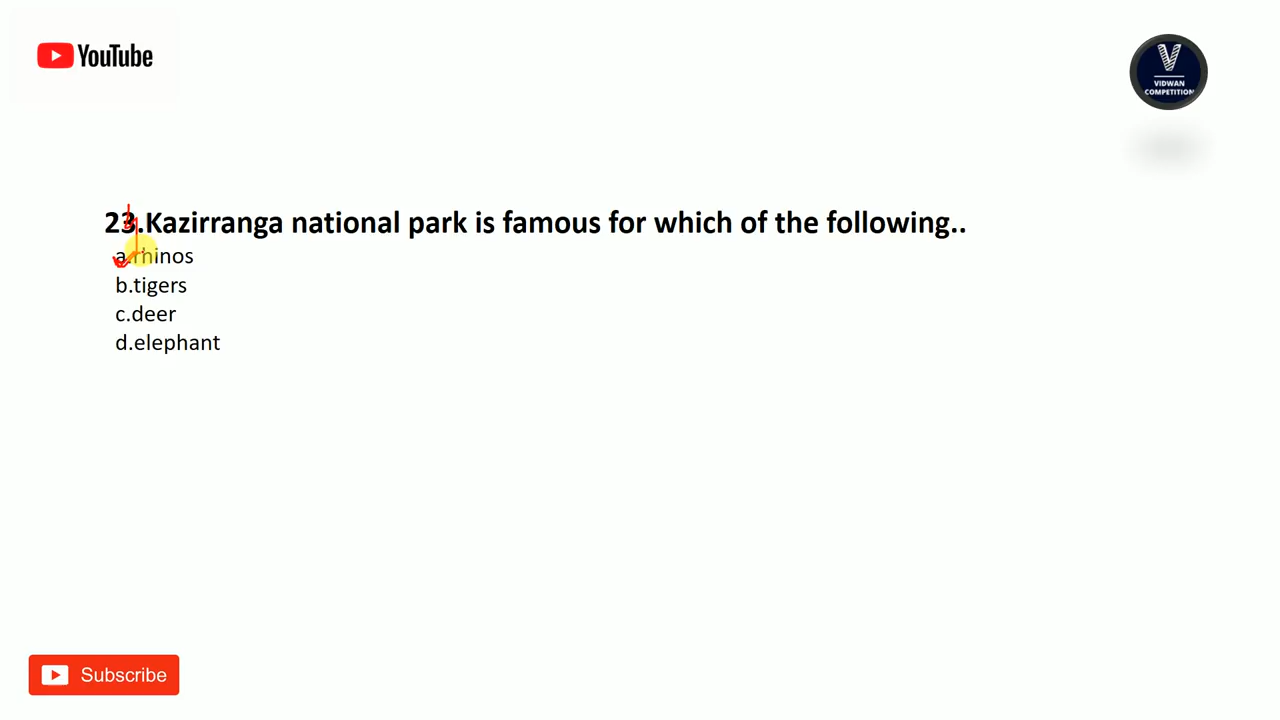 YouTube
V
VIDWAN
COMPETITION
23.Kazirranga national park is famous for which of the following..
a.rhinos
b.tigers
c.deer
d.elephant
Subscribe